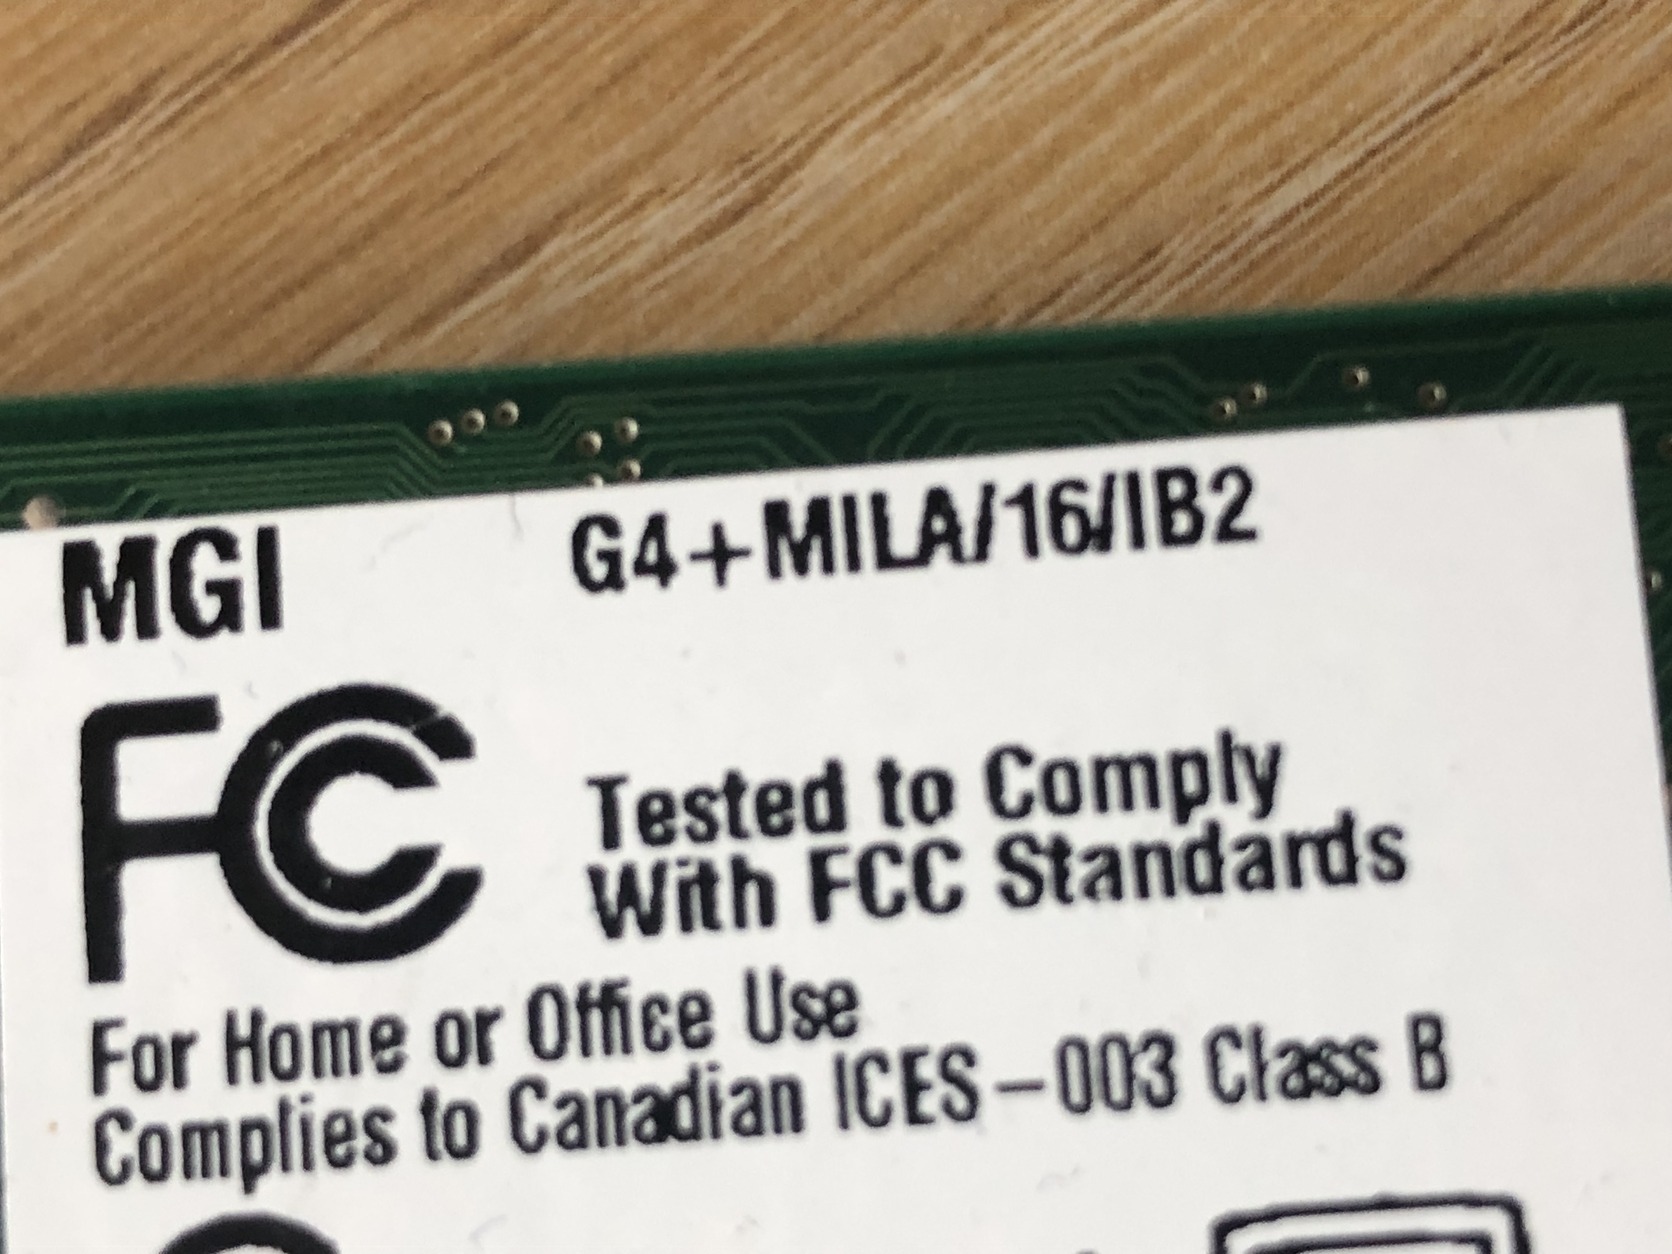 MGI G4+MILA/16/IB2
FC Tested to Comply
With FCC Standards
For Home or Office Use
Complies to Canadian ICES-003 Class B